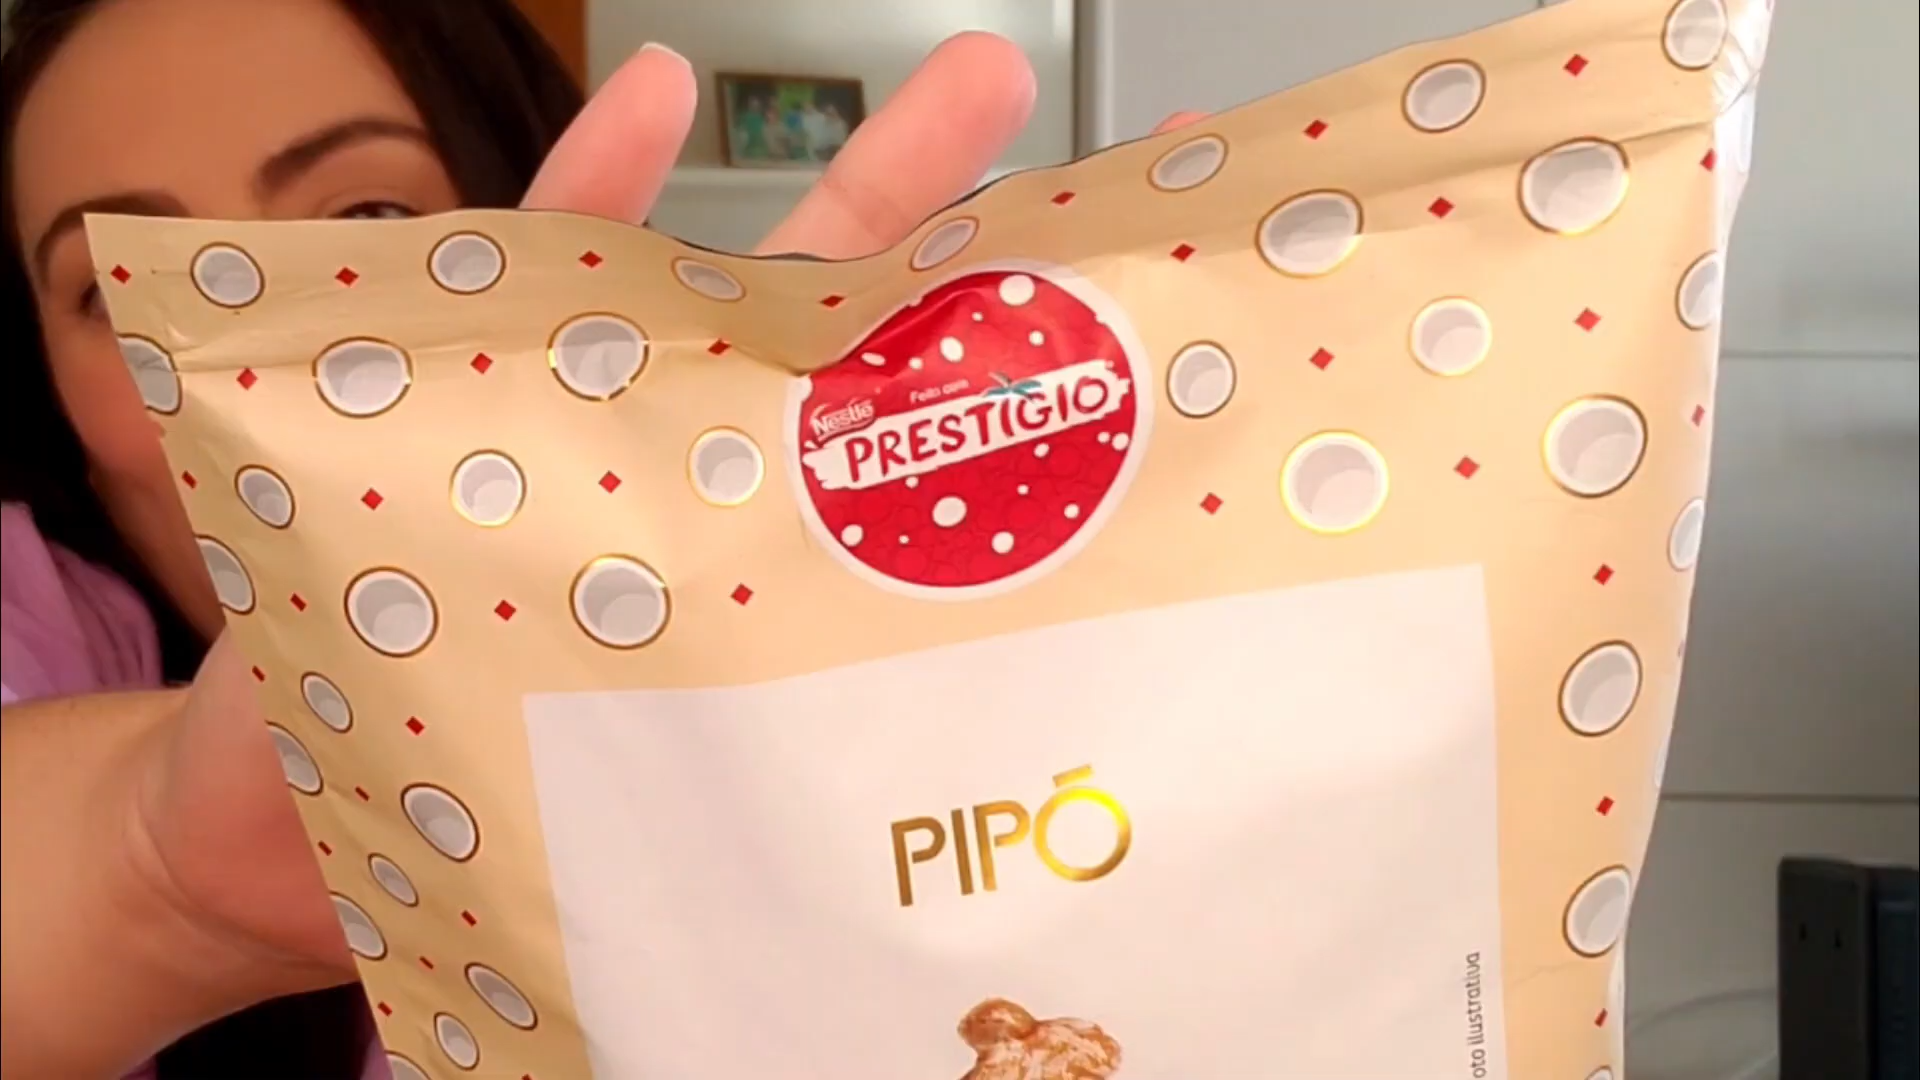 Nestlé
Feito com
PRESTÍGIO
PIPÓ
oto ilustrativa